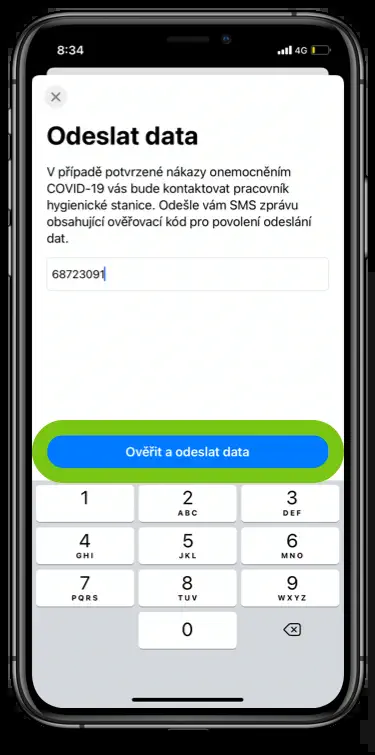 8:34
4G
Odeslat data
V případě potvrzené nákazy onemocněním
COVID-19 vás bude kontaktovat pracovník
hygienické stanice. Odešle vám SMS zprávu
obsahující ověřovací kód pro povolení odeslání
dat.
68723091
Ověřit a odeslat data
1 2 3
ABC DEF
4 5 6
GHI JKL MNO
7 8 9
PQRS TUV WXYZ
0